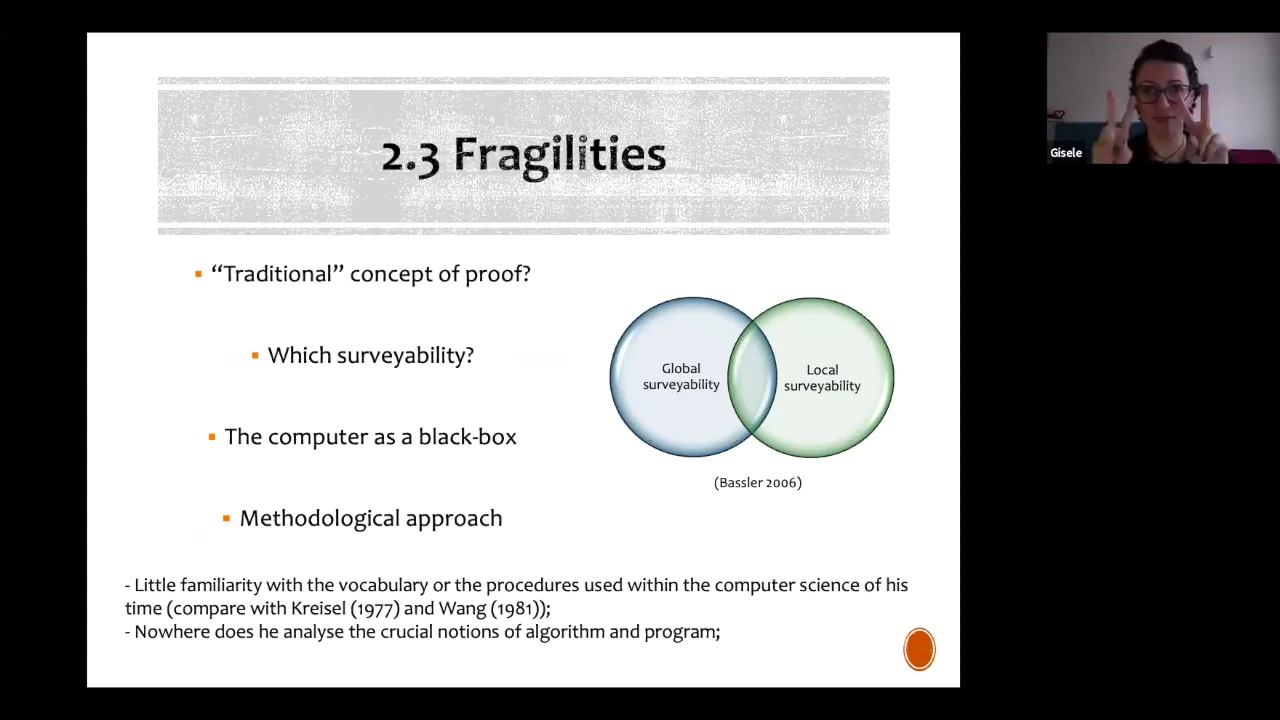 2.3 Fragilities
Gisele
“Traditional” concept of proof?
Which surveyability?
Global
surveyability
Local
surveyability
The computer as a black-box
(Bassler 2006)
Methodological approach
- Little familiarity with the vocabulary or the procedures used within the computer science of his
time (compare with Kreisel (1977) and Wang (1981));
- Nowhere does he analyse the crucial notions of algorithm and program;